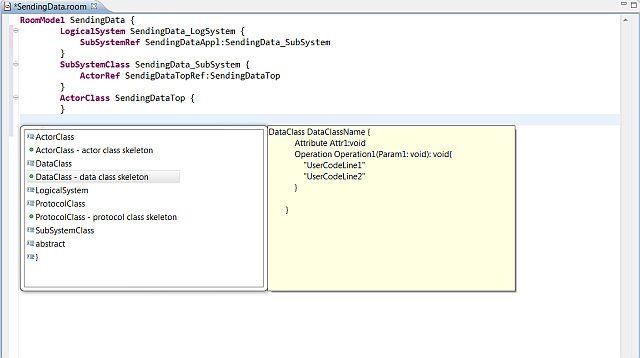 *SendingData.room
RoomModel SendingData {
LogicalSystem SendingData_LogSystem {
SubSystemRef SendingDataAppl:SendingData_SubSystem
}
SubSystemClass SendingData_SubSystem {
ActorRef SendigDataTopRef:SendingDataTop
}
ActorClass SendingDataTop {
}
ActorClass
ActorClass - actor class skeleton
DataClass
DataClass - data class skeleton
LogicalSystem
ProtocolClass
ProtocolClass - protocol class skeleton
SubSystemClass
abstract
}
DataClass DataClassName {
Attribute Attr1:void
Operation Operation1(Param1: void): void{
"UserCodeLine1"
"UserCodeLine2"
}
}